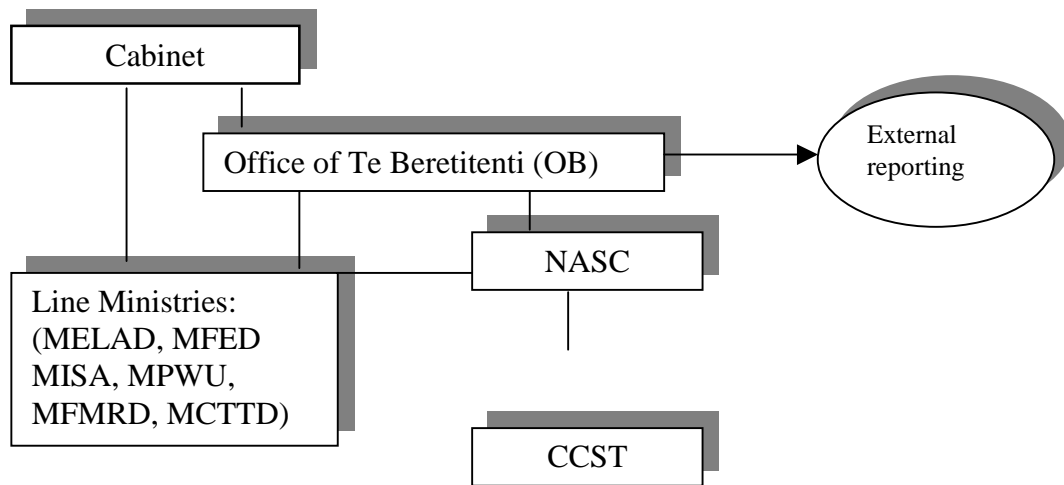 Cabinet
Office of Te Beretitenti (OB)
External
reporting
NASC
Line Ministries:
(MELAD, MFED
MISA, MPWU,
MFMRD, MCTTD)
CCST